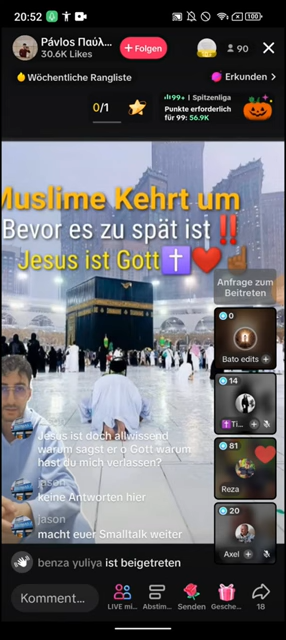 20:52
100
Pávlos Παύλ...
30.6K Likes
+ Folgen
90
Wöchentliche Rangliste
Erkunden >
0/1
99+ | Spitzenliga
Punkte erforderlich
für 99: 56.9K
Muslime Kehrt um
Bevor es zu spät ist ‼️
Jesus ist Gott✝️❤️☝🏾
Anfrage zum
Beitreten
0
Bato edits +
14
✝️Ti...
81
Reza
20
Axel +
Jesus ist doch allwissend
warum sagst er o Gott warum
hast du mich verlassen?
jason
keine Antworten hier
jason
macht euer Smalltalk weiter
benza yuliya ist beigetreten
Komment...
LIVE mi...
Abstim...
Senden
Gesche...
18